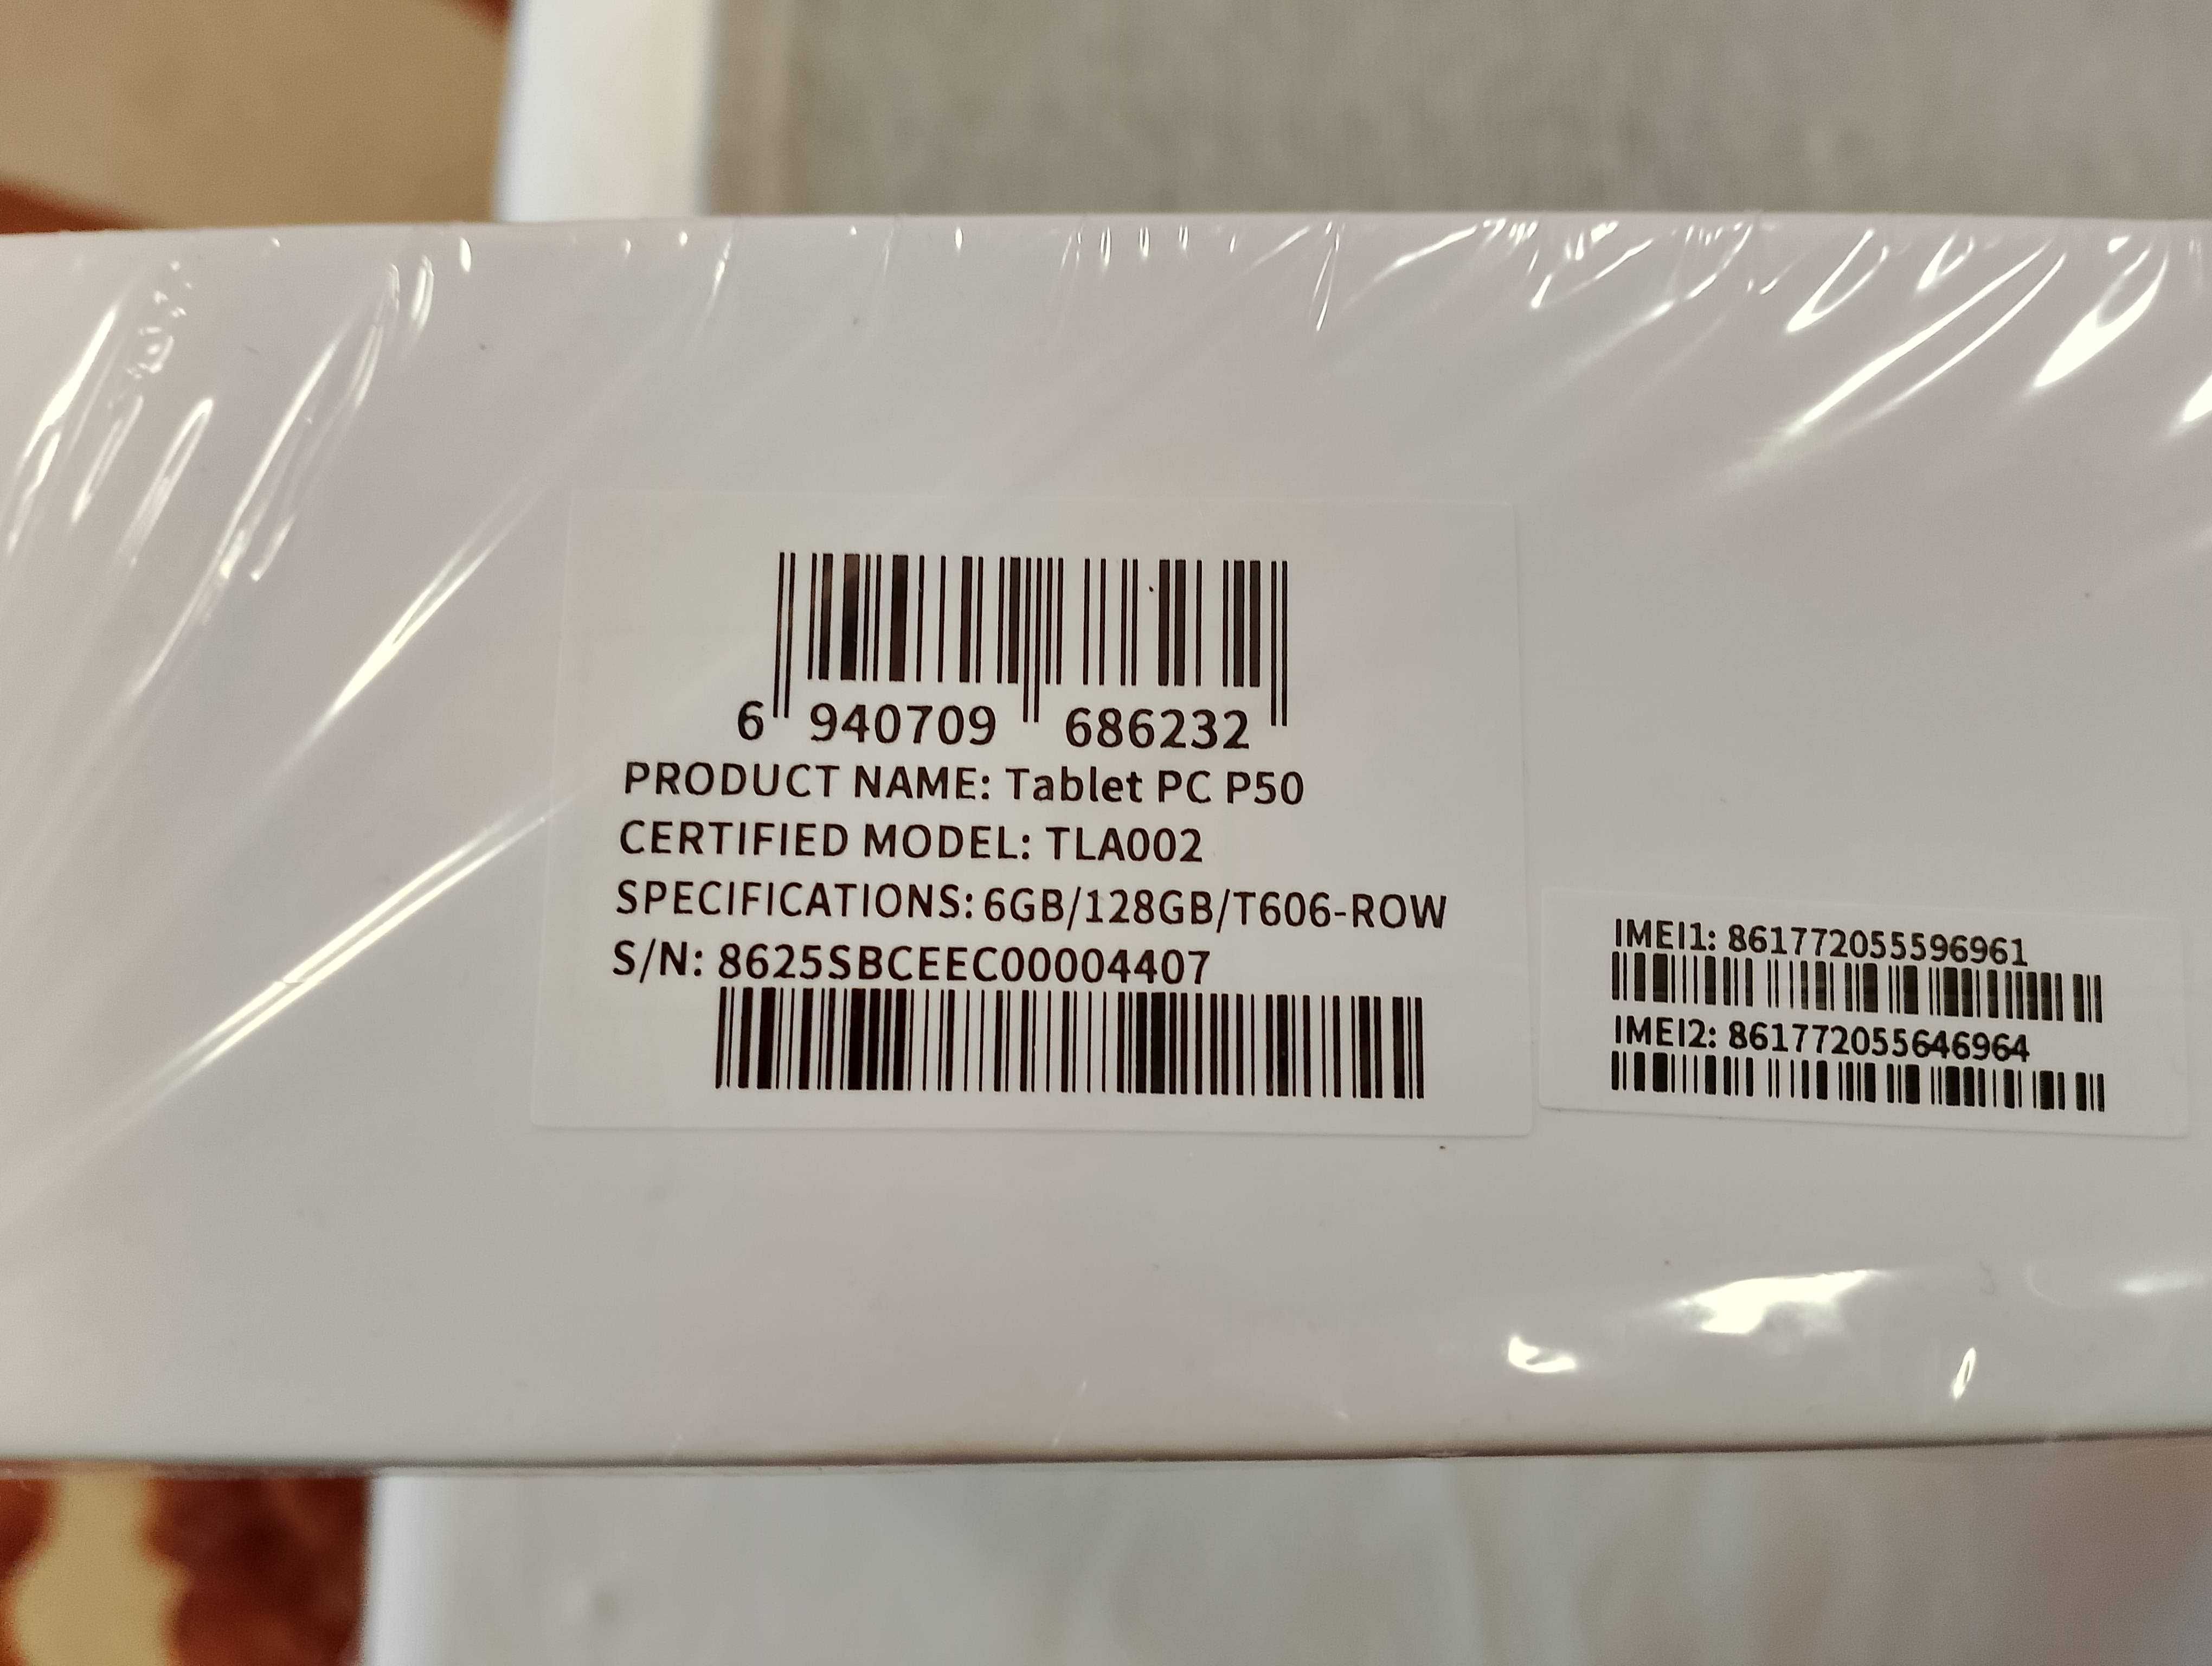 6 940709 686232
PRODUCT NAME: Tablet PC P50
CERTIFIED MODEL: TLA002
SPECIFICATIONS: 6GB/128GB/T606-ROW
S/N: 8625SBCEEC00004407
IMEI1: 861772055596961
IMEI2: 861772055646964